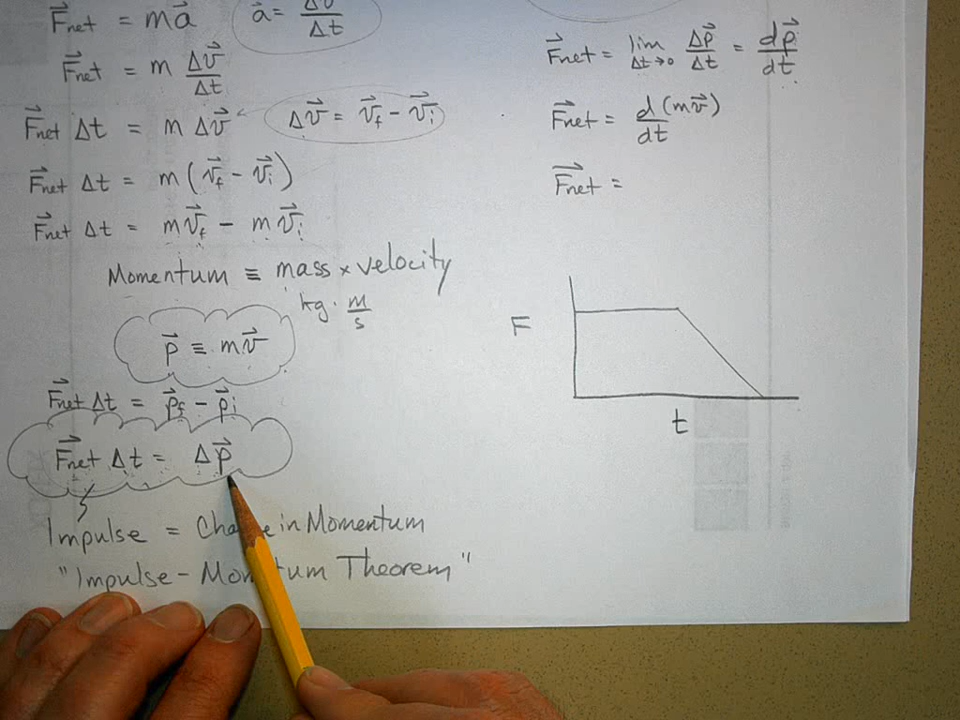 F⃗net = ma⃗
a⃗ = Δv⃗/Δt
F⃗net = m Δv⃗/Δt
F⃗net Δt = m Δv⃗
Δv⃗ = v⃗f − v⃗i
F⃗net Δt = m(v⃗f − v⃗i)
F⃗net Δt = mv⃗f − mv⃗i
Momentum ≡ mass × velocity
kg · m/s
p⃗ ≡ mv⃗
F⃗net Δt = p⃗f − p⃗i
F⃗net Δt = Δp⃗
Impulse = Change in Momentum
"Impulse − Momentum Theorem"
F⃗net = lim Δt→0 Δp⃗/Δt = dp⃗/dt
F⃗net = d(mv⃗)/dt
F⃗net =
F
t